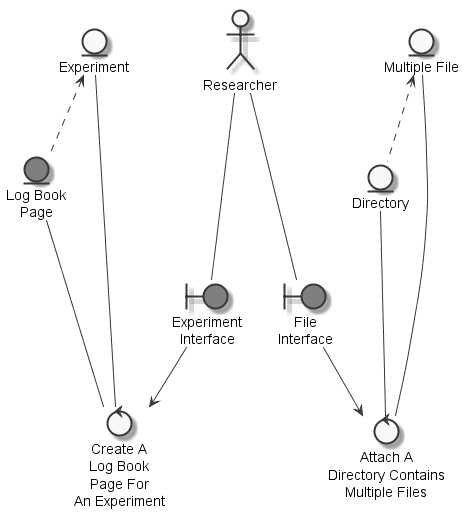 Experiment
Researcher
Multiple File
Log Book
Page
Directory
Experiment
Interface
File
Interface
Create A
Log Book
Page For
An Experiment
Attach A
Directory Contains
Multiple Files